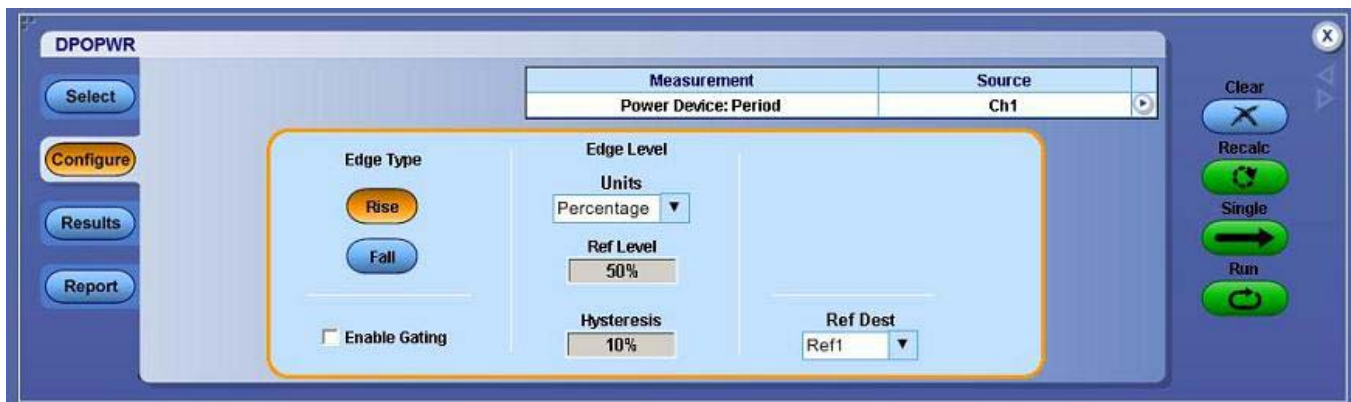 DPOPWR
Select
Configure
Results
Report
Measurement Source
Power Device: Period Ch1
Edge Type
Rise
Fall
Enable Gating
Edge Level
Units
Percentage
Ref Level
50%
Hysteresis
10%
Ref Dest
Ref1
X
Clear
Recalc
Single
Run